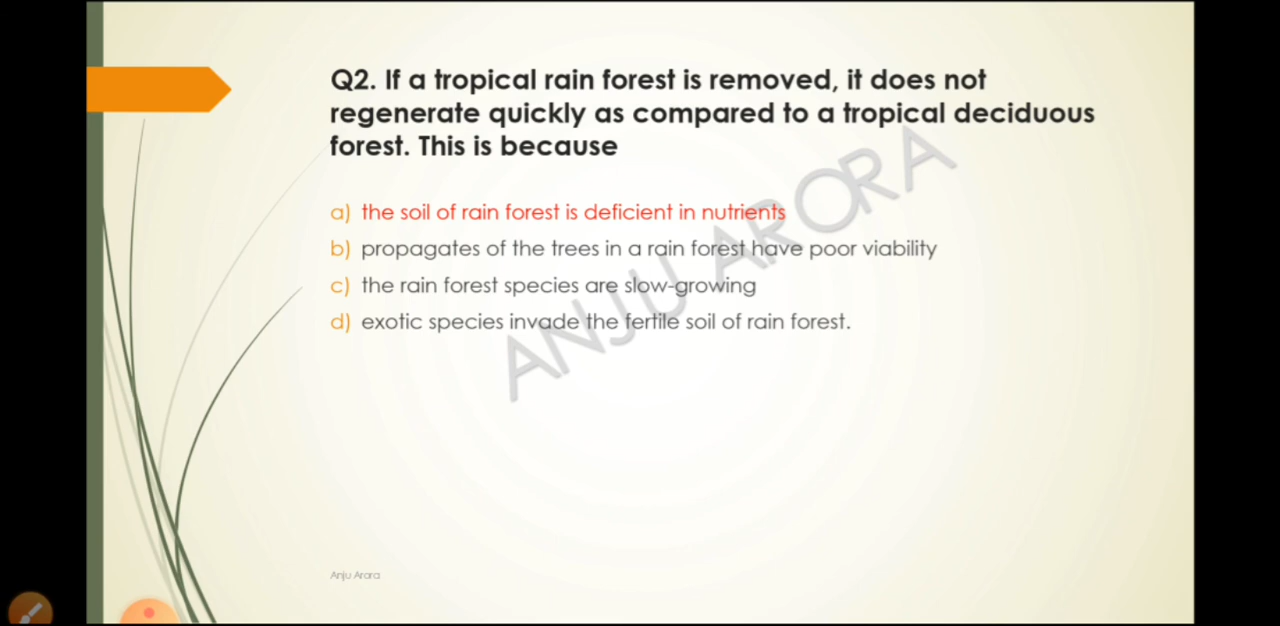 Q2. If a tropical rain forest is removed, it does not
regenerate quickly as compared to a tropical deciduous
forest. This is because
a) the soil of rain forest is deficient in nutrients
b) propagates of the trees in a rain forest have poor viability
c) the rain forest species are slow-growing
d) exotic species invade the fertile soil of rain forest.
ANJU ARORA
Anju Arora